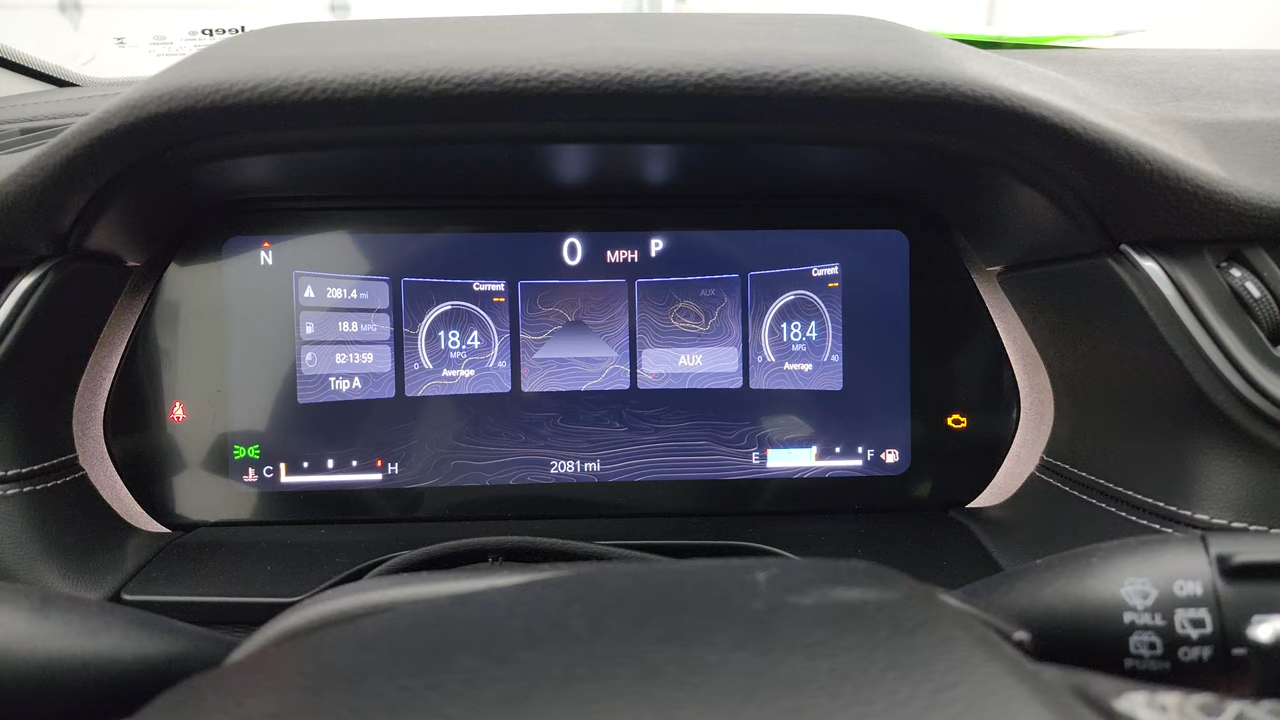 Jeep®
N
0 MPH P
2081.4 mi
18.8 MPG
82:13:59
Trip A
Current
18.4
MPG
0 40
Average
AUX
AUX
Current
18.4
MPG
0 40
Average
C H
2081 mi
E F
ON
PULL
OFF
PUSH